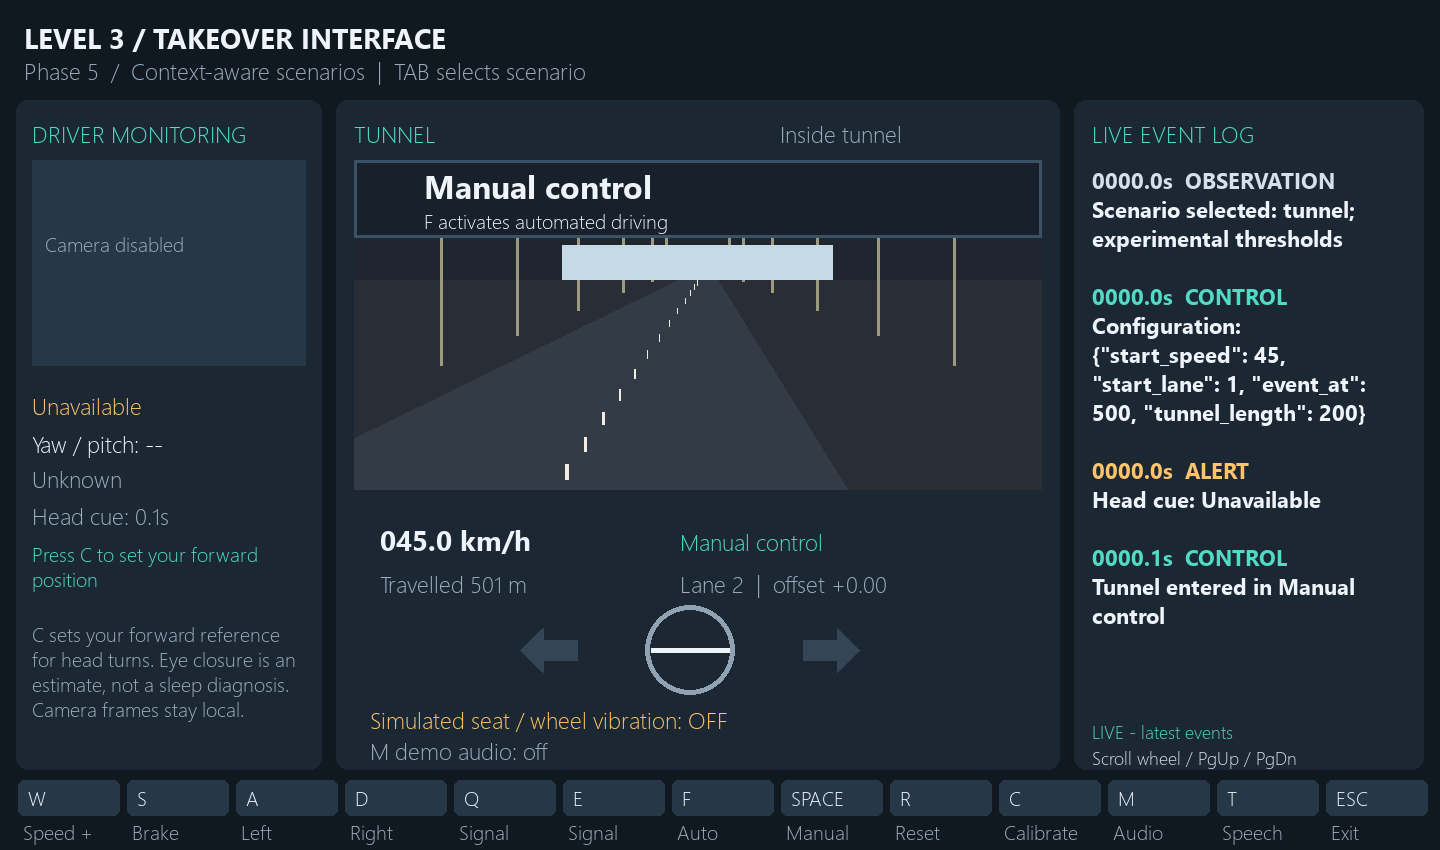 LEVEL 3 / TAKEOVER INTERFACE
Phase 5 / Context-aware scenarios | TAB selects scenario
DRIVER MONITORING
Camera disabled
Unavailable
Yaw / pitch: --
Unknown
Head cue: 0.1s
Press C to set your forward
position
C sets your forward reference
for head turns. Eye closure is an
estimate, not a sleep diagnosis.
Camera frames stay local.
TUNNEL
Inside tunnel
Manual control
F activates automated driving
045.0 km/h
Manual control
Travelled 501 m
Lane 2 | offset +0.00
Simulated seat / wheel vibration: OFF
M demo audio: off
LIVE EVENT LOG
0000.0s OBSERVATION
Scenario selected: tunnel;
experimental thresholds
0000.0s CONTROL
Configuration:
{"start_speed": 45,
"start_lane": 1, "event_at":
500, "tunnel_length": 200}
0000.0s ALERT
Head cue: Unavailable
0000.1s CONTROL
Tunnel entered in Manual
control
LIVE - latest events
Scroll wheel / PgUp / PgDn
W
S
A
D
Q
E
F
SPACE
R
C
M
T
ESC
Speed +
Brake
Left
Right
Signal
Signal
Auto
Manual
Reset
Calibrate
Audio
Speech
Exit